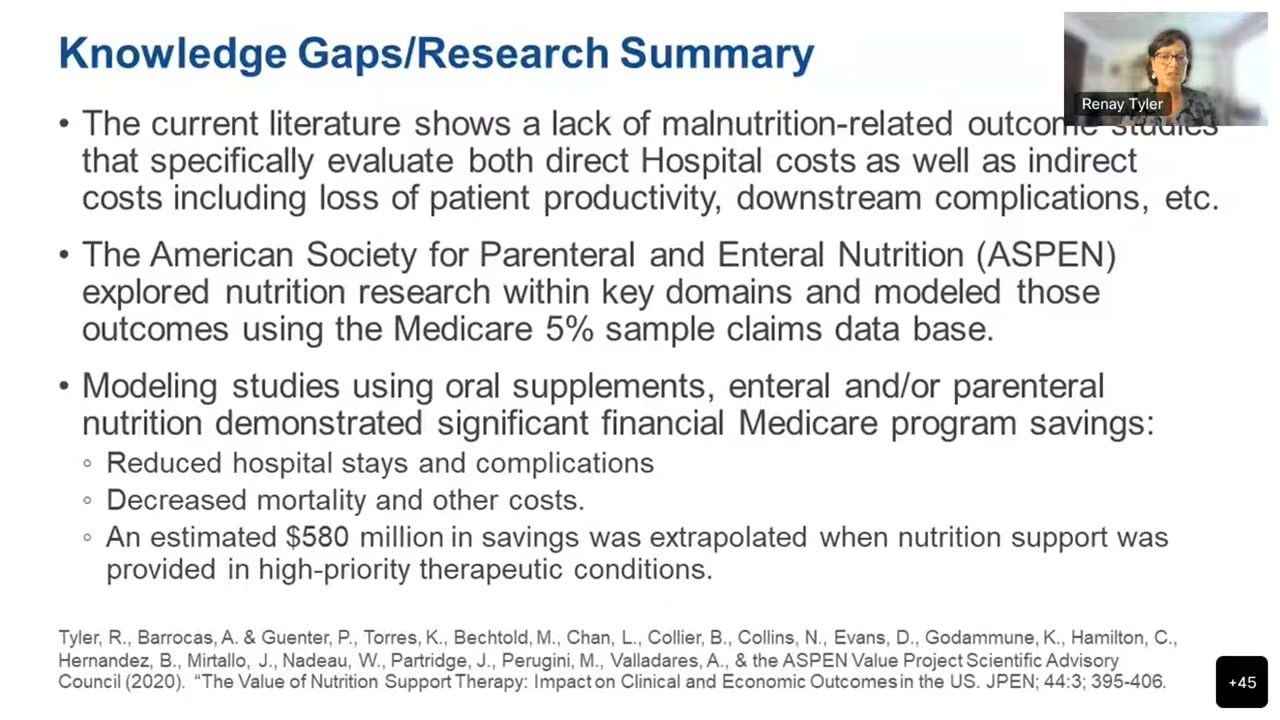 Knowledge Gaps/Research Summary
Renay Tyler
• The current literature shows a lack of malnutrition-related outcome studies
that specifically evaluate both direct Hospital costs as well as indirect
costs including loss of patient productivity, downstream complications, etc.
• The American Society for Parenteral and Enteral Nutrition (ASPEN)
explored nutrition research within key domains and modeled those
outcomes using the Medicare 5% sample claims data base.
• Modeling studies using oral supplements, enteral and/or parenteral
nutrition demonstrated significant financial Medicare program savings:
◦ Reduced hospital stays and complications
◦ Decreased mortality and other costs.
◦ An estimated $580 million in savings was extrapolated when nutrition support was
provided in high-priority therapeutic conditions.
Tyler, R., Barrocas, A. & Guenter, P., Torres, K., Bechtold, M., Chan, L., Collier, B., Collins, N., Evans, D., Godammune, K., Hamilton, C.,
Hernandez, B., Mirtallo, J., Nadeau, W., Partridge, J., Perugini, M., Valladares, A., & the ASPEN Value Project Scientific Advisory
Council (2020). “The Value of Nutrition Support Therapy: Impact on Clinical and Economic Outcomes in the US. JPEN; 44:3; 395-406.
+45